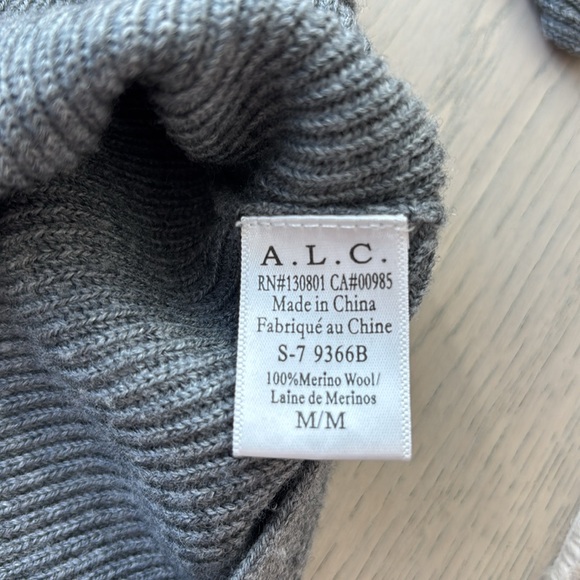 A.L.C.
RN#130801 CA#00985
Made in China
Fabriqué au Chine
S-7 9366B
100%Merino Wool/
Laine de Merinos
M/M